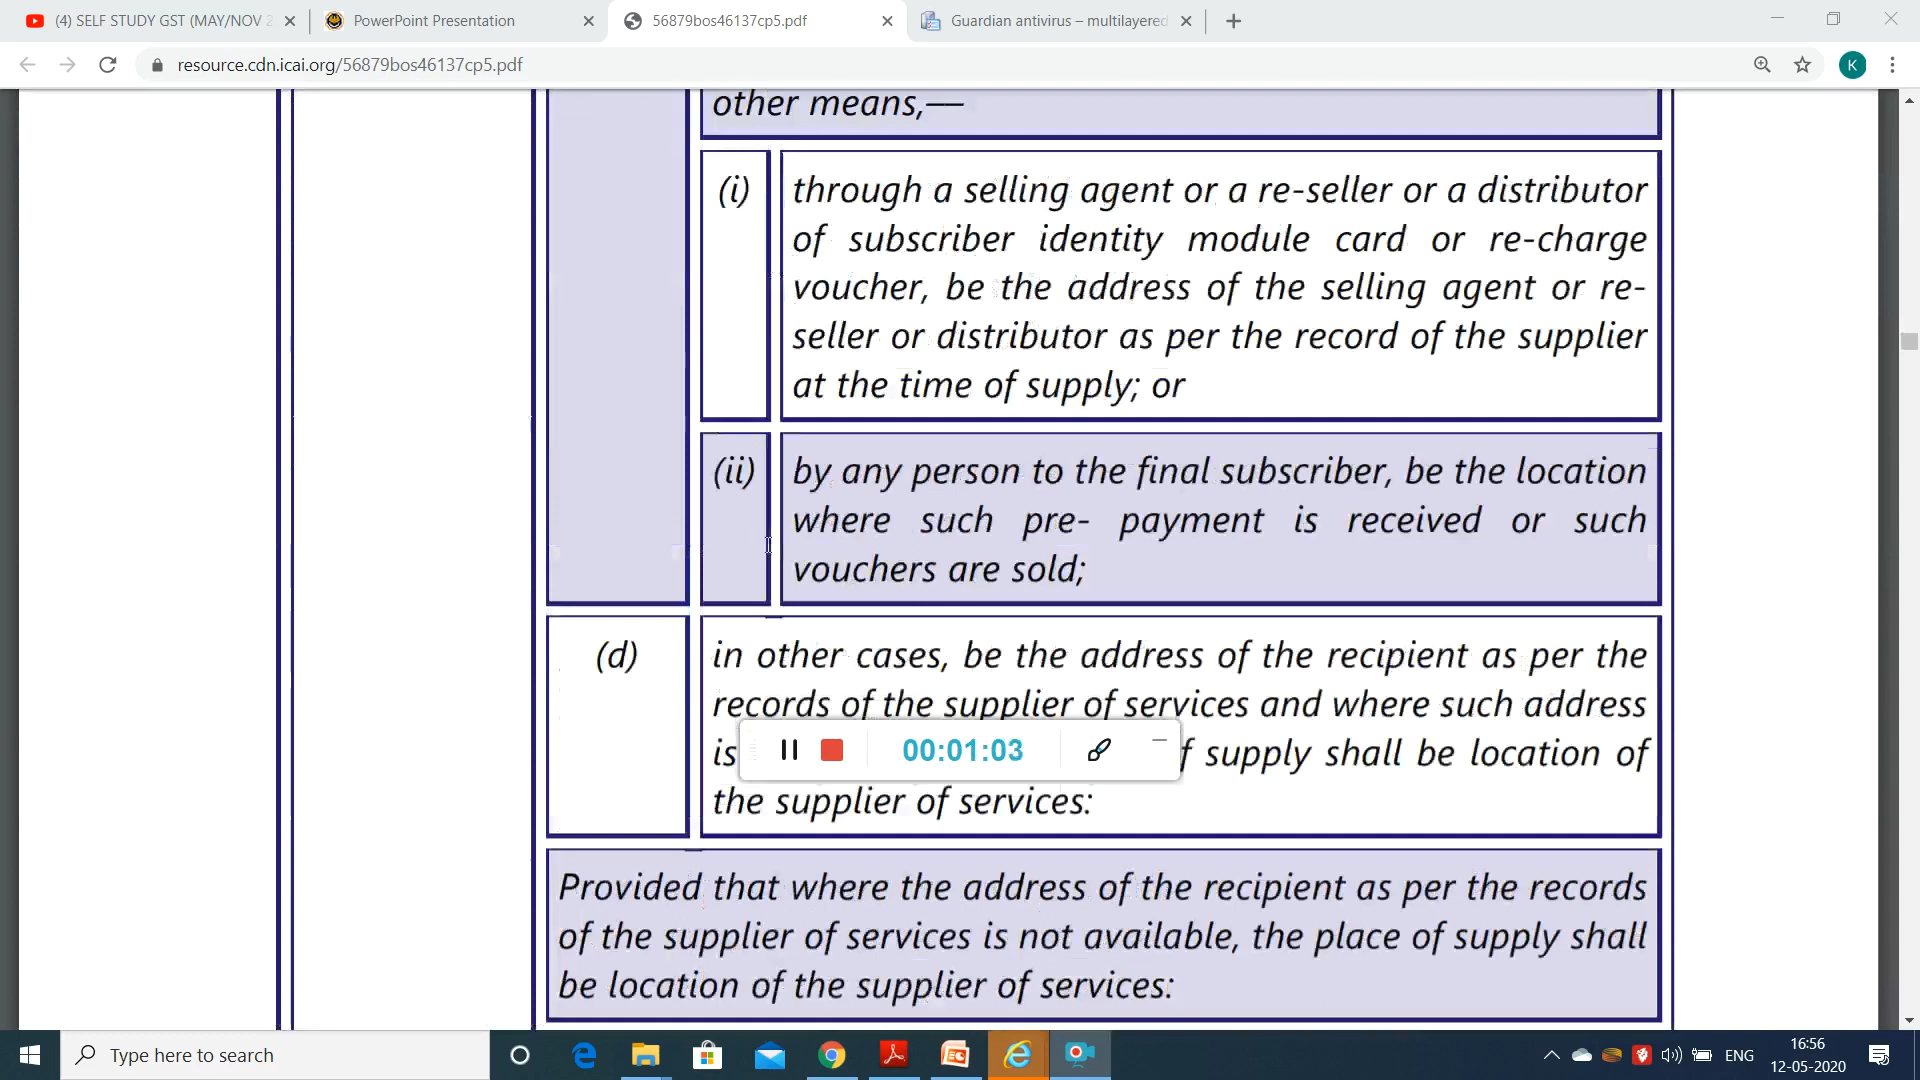 (4) SELF STUDY GST (MAY/NOV 2
PowerPoint Presentation
56879bos46137cp5.pdf
Guardian antivirus – multilayered
resource.cdn.icai.org/56879bos46137cp5.pdf
K
other means,––
(i) through a selling agent or a re-seller or a distributor
of subscriber identity module card or re-charge
voucher, be the address of the selling agent or re-
seller or distributor as per the record of the supplier
at the time of supply; or
(ii) by any person to the final subscriber, be the location
where such pre- payment is received or such
vouchers are sold;
(d) in other cases, be the address of the recipient as per the
records of the supplier of services and where such address
is f supply shall be location of
the supplier of services:
00:01:03
Provided that where the address of the recipient as per the records
of the supplier of services is not available, the place of supply shall
be location of the supplier of services:
Type here to search
ENG
16:56
12-05-2020